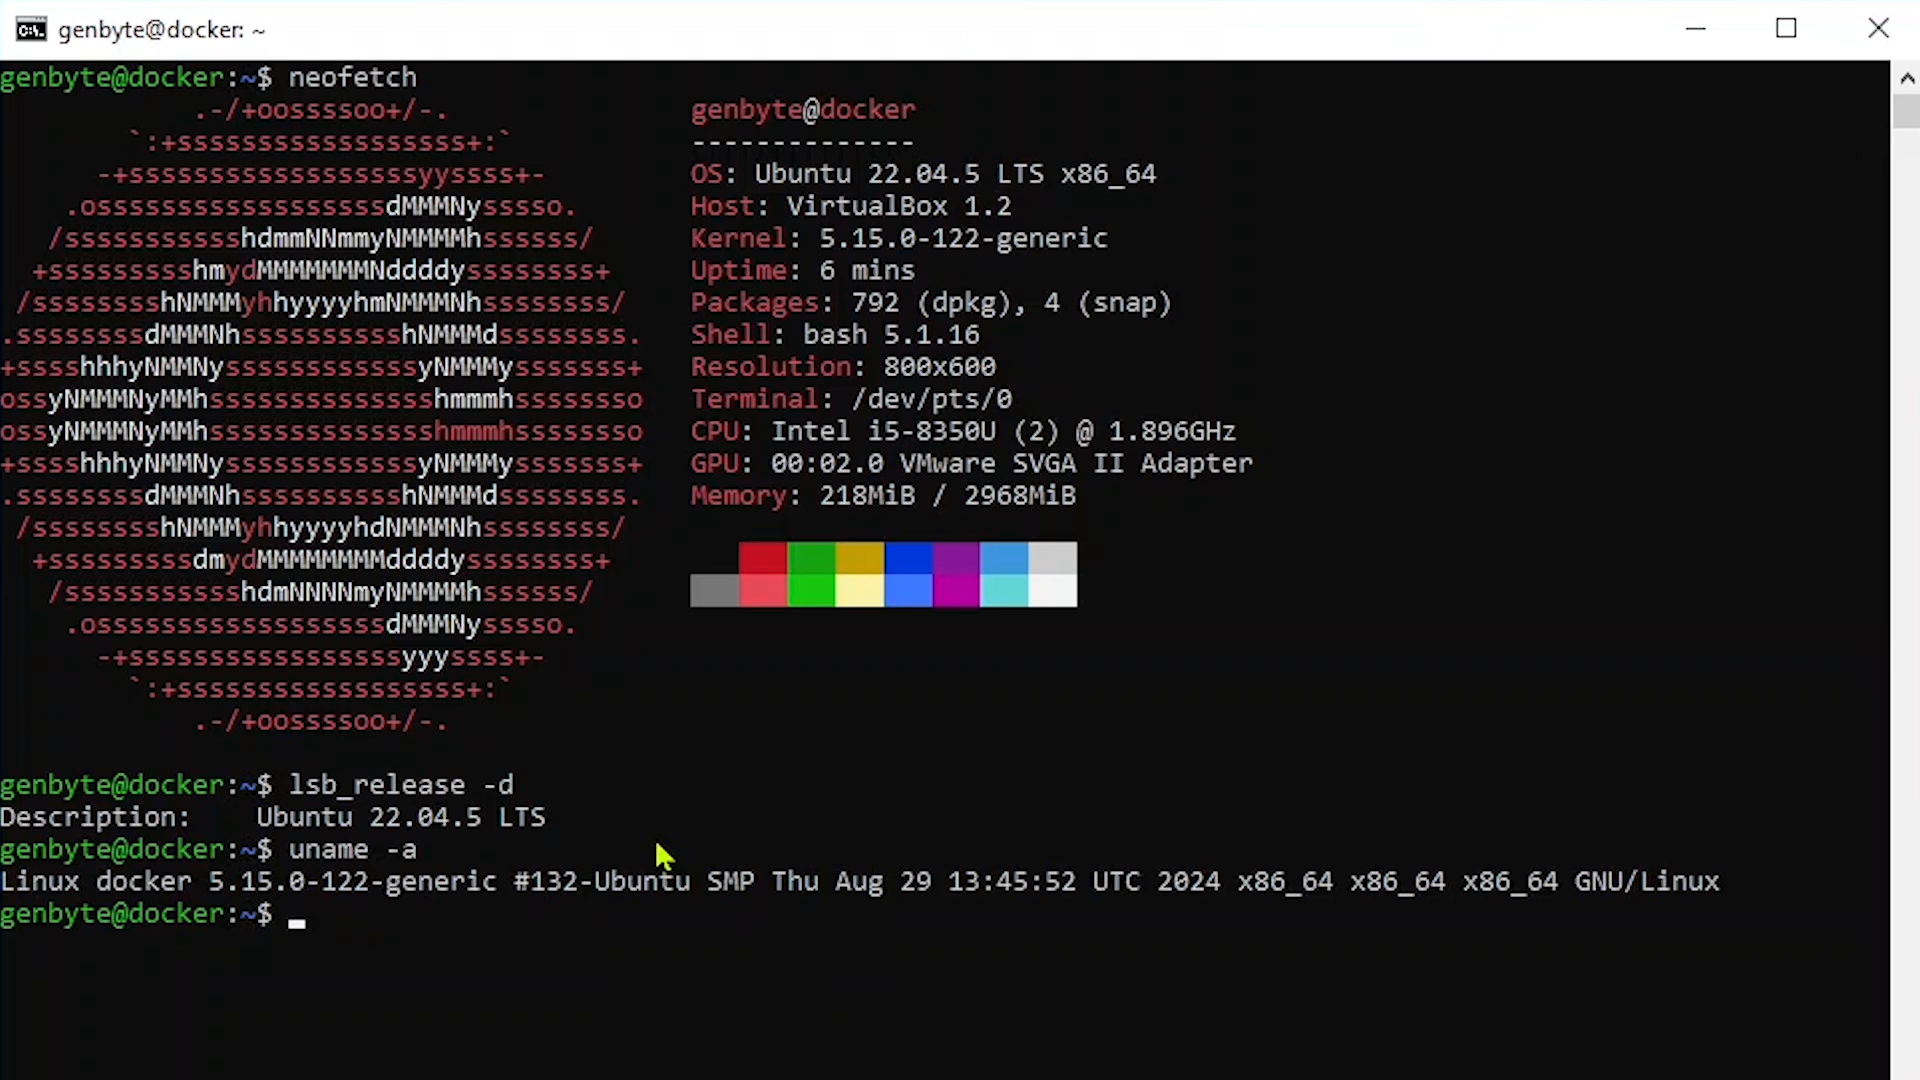 genbyte@docker: ~
genbyte@docker:~$ neofetch
.-/+oossssoo+/-.               genbyte@docker
`:+ssssssssssssssssss+:`           --------------
-+ssssssssssssssssssyyssss+-         OS: Ubuntu 22.04.5 LTS x86_64
.ossssssssssssssssssdMMMNysssso.       Host: VirtualBox 1.2
/ssssssssssshdmmNNmmyNMMMMhssssss/      Kernel: 5.15.0-122-generic
+ssssssssshmydMMMMMMMNddddyssssssss+     Uptime: 6 mins
/sssssssshNMMMyhhyyyyhmNMMMNhssssssss/    Packages: 792 (dpkg), 4 (snap)
.ssssssssdMMMNhsssssssssshNMMMdssssssss.   Shell: bash 5.1.16
+sssshhhyNMMNyssssssssssssyNMMMysssssss+   Resolution: 800x600
ossyNMMMNyMMhsssssssssssssshmmmhssssssso   Terminal: /dev/pts/0
ossyNMMMNyMMhsssssssssssssshmmmhssssssso   CPU: Intel i5-8350U (2) @ 1.896GHz
+sssshhhyNMMNyssssssssssssyNMMMysssssss+   GPU: 00:02.0 VMware SVGA II Adapter
.ssssssssdMMMNhsssssssssshNMMMdssssssss.   Memory: 218MiB / 2968MiB
/sssssssshNMMMyhhyyyyhdNMMMNhssssssss/
+sssssssssdmydMMMMMMMMddddyssssssss+
/ssssssssssshdmNNNNmyNMMMMhssssss/
.ossssssssssssssssssdMMMNysssso.
-+sssssssssssssssssyyyssss+-
`:+ssssssssssssssssss+:`
.-/+oossssoo+/-.
genbyte@docker:~$ lsb_release -d
Description:    Ubuntu 22.04.5 LTS
genbyte@docker:~$ uname -a
Linux docker 5.15.0-122-generic #132-Ubuntu SMP Thu Aug 29 13:45:52 UTC 2024 x86_64 x86_64 x86_64 GNU/Linux
genbyte@docker:~$